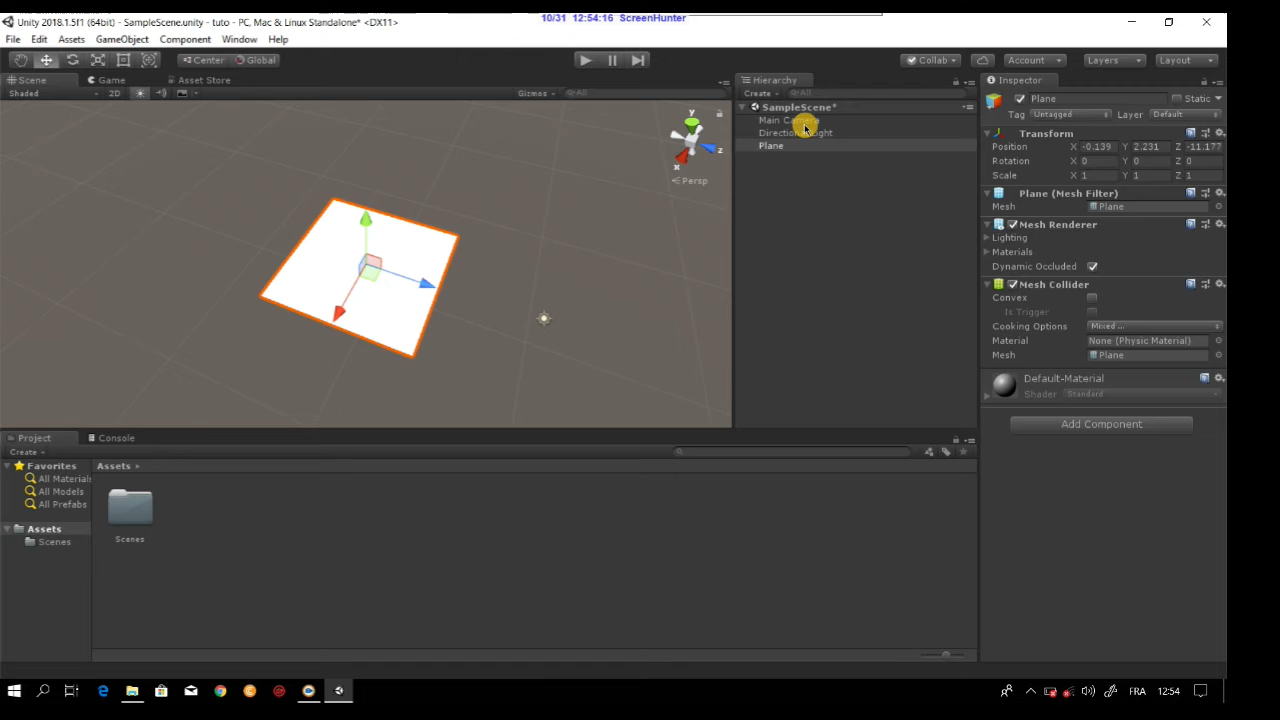 10/31 12:54:16 ScreenHunter
Unity 2018.1.5f1 (64bit) - SampleScene.unity - tuto - PC, Mac & Linux Standalone* <DX11>
File Edit Assets GameObject Component Window Help
Center Global Collab Account Layers Layout
Scene Game Asset Store Hierarchy Inspector
Shaded 2D Gizmos All Create All
Plane Static
SampleScene*
Tag Untagged Layer Default
Main Camera
y
Directional Light
Transform
Plane
Position X -0.139 Y 2.231 Z -11.177
z
Rotation X 0 Y 0 Z 0
x
Scale X 1 Y 1 Z 1
Persp
Plane (Mesh Filter)
Mesh Plane
Mesh Renderer
Lighting
Materials
Dynamic Occluded
Mesh Collider
Convex
Is Trigger
Cooking Options Mixed ...
Material None (Physic Material)
Mesh Plane
Default-Material
Shader Standard
Add Component
Project Console
Create
Favorites Assets
All Materials
All Models
All Prefabs
Assets
Scenes Scenes
FRA 12:54